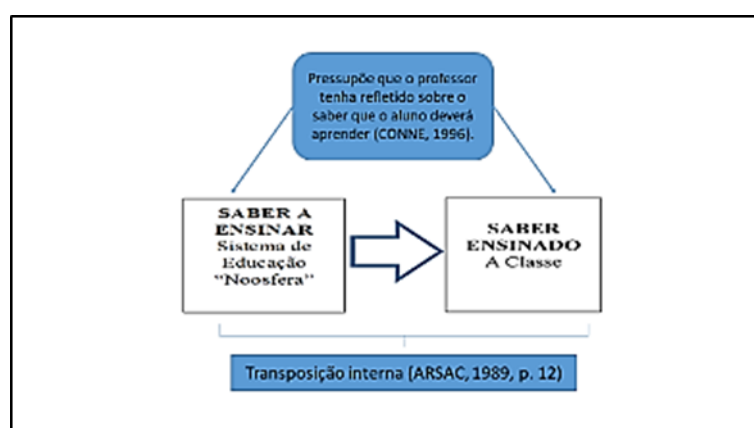 Pressupõe que o professor
tenha refletido sobre o
saber que o aluno deverá
aprender (CONNE, 1996).
SABER A
ENSINAR
Sistema de
Educação
“Noosfera”
SABER
ENSINADO
A Classe
Transposição interna (ARSAC, 1989, p. 12)